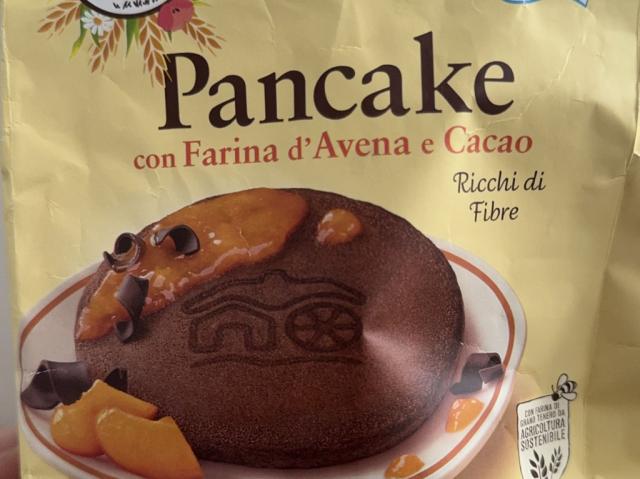 Pancake
con Farina d'Avena e Cacao
Ricchi di
Fibre
CON FARINA DI
GRANO TENERO DA
AGRICOLTURA
SOSTENIBILE